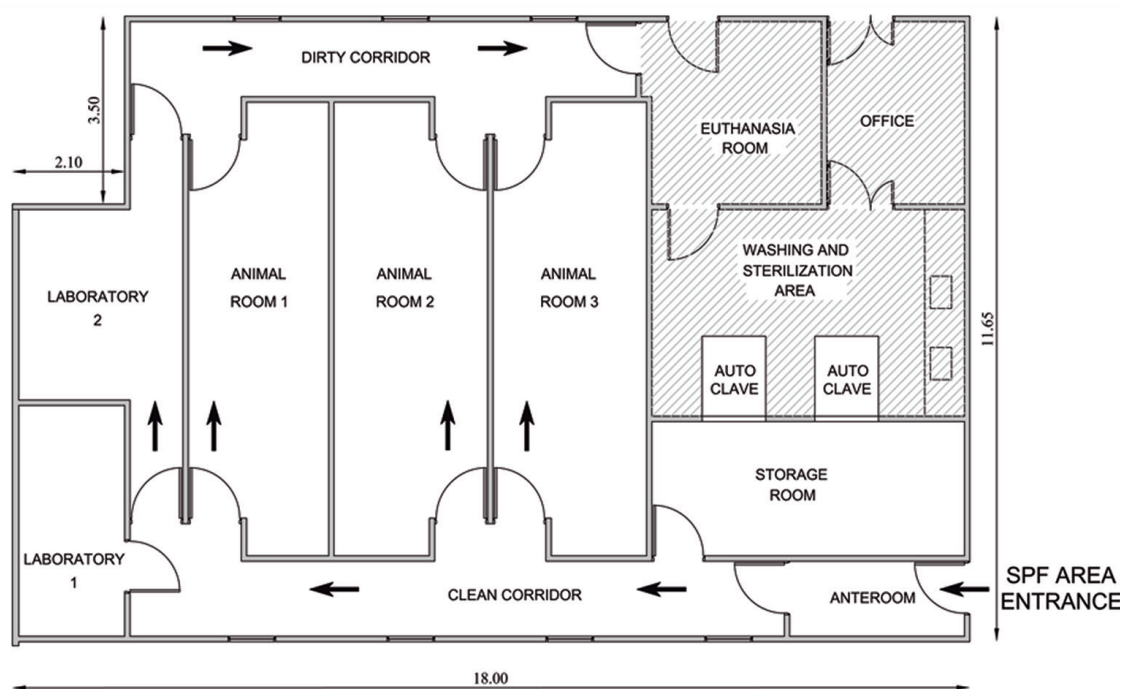 DIRTY CORRIDOR
3.50
2.10
EUTHANASIA
ROOM
OFFICE
LABORATORY
2
ANIMAL
ROOM 1
ANIMAL
ROOM 2
ANIMAL
ROOM 3
WASHING AND
STERILIZATION
AREA
11.65
AUTO
CLAVE
AUTO
CLAVE
STORAGE
ROOM
LABORATORY
1
CLEAN CORRIDOR
ANTEROOM
SPF AREA
ENTRANCE
18.00